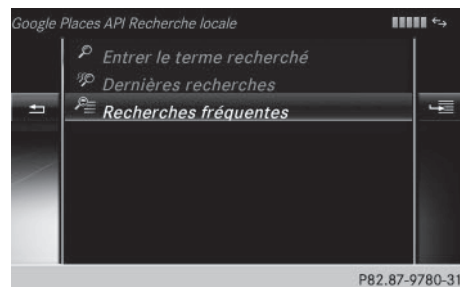 Google Places API Recherche locale
Entrer le terme recherché
Dernières recherches
Recherches fréquentes
P82.87-9780-31